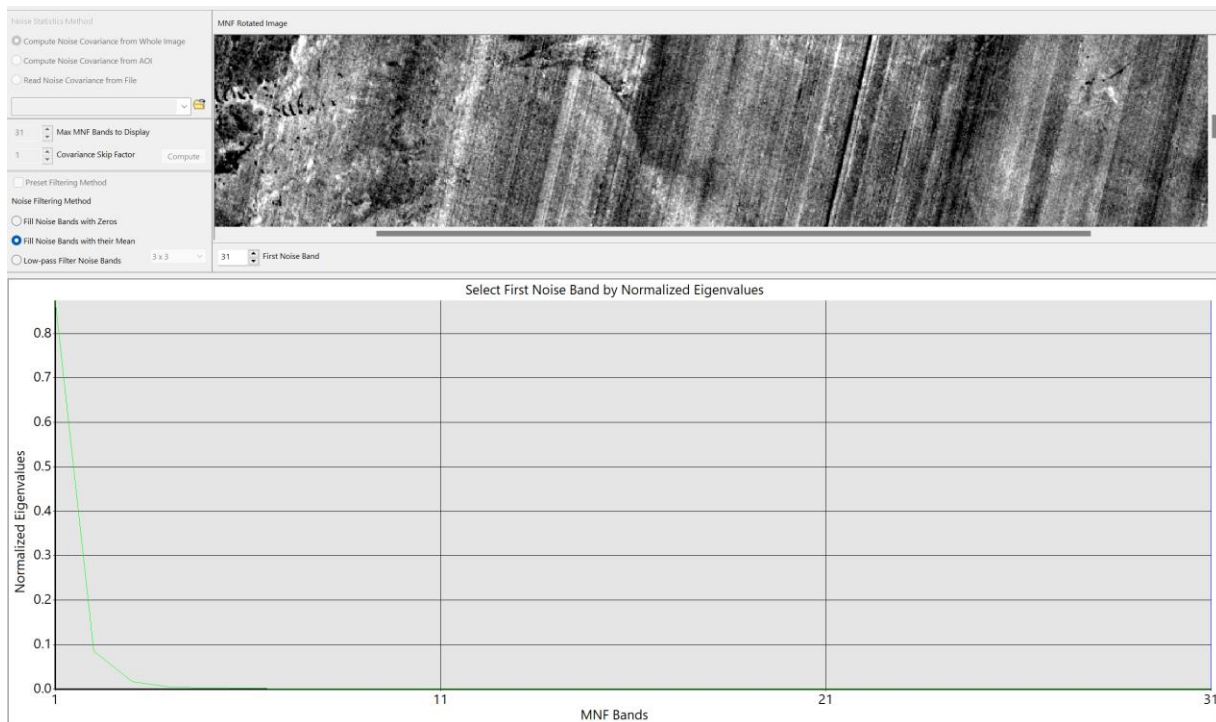 Noise Statistics Method
Compute Noise Covariance from Whole Image
Compute Noise Covariance from AOI
Read Noise Covariance from File
31 Max MNF Bands to Display
1 Covariance Skip Factor Compute
Preset Filtering Method
Noise Filtering Method
Fill Noise Bands with Zeros
Fill Noise Bands with their Mean
Low-pass Filter Noise Bands 3 x 3
MNF Rotated Image
31 First Noise Band
Select First Noise Band by Normalized Eigenvalues
Normalized Eigenvalues
0.8
0.7
0.6
0.5
0.4
0.3
0.2
0.1
0.0
1 11 21 31
MNF Bands